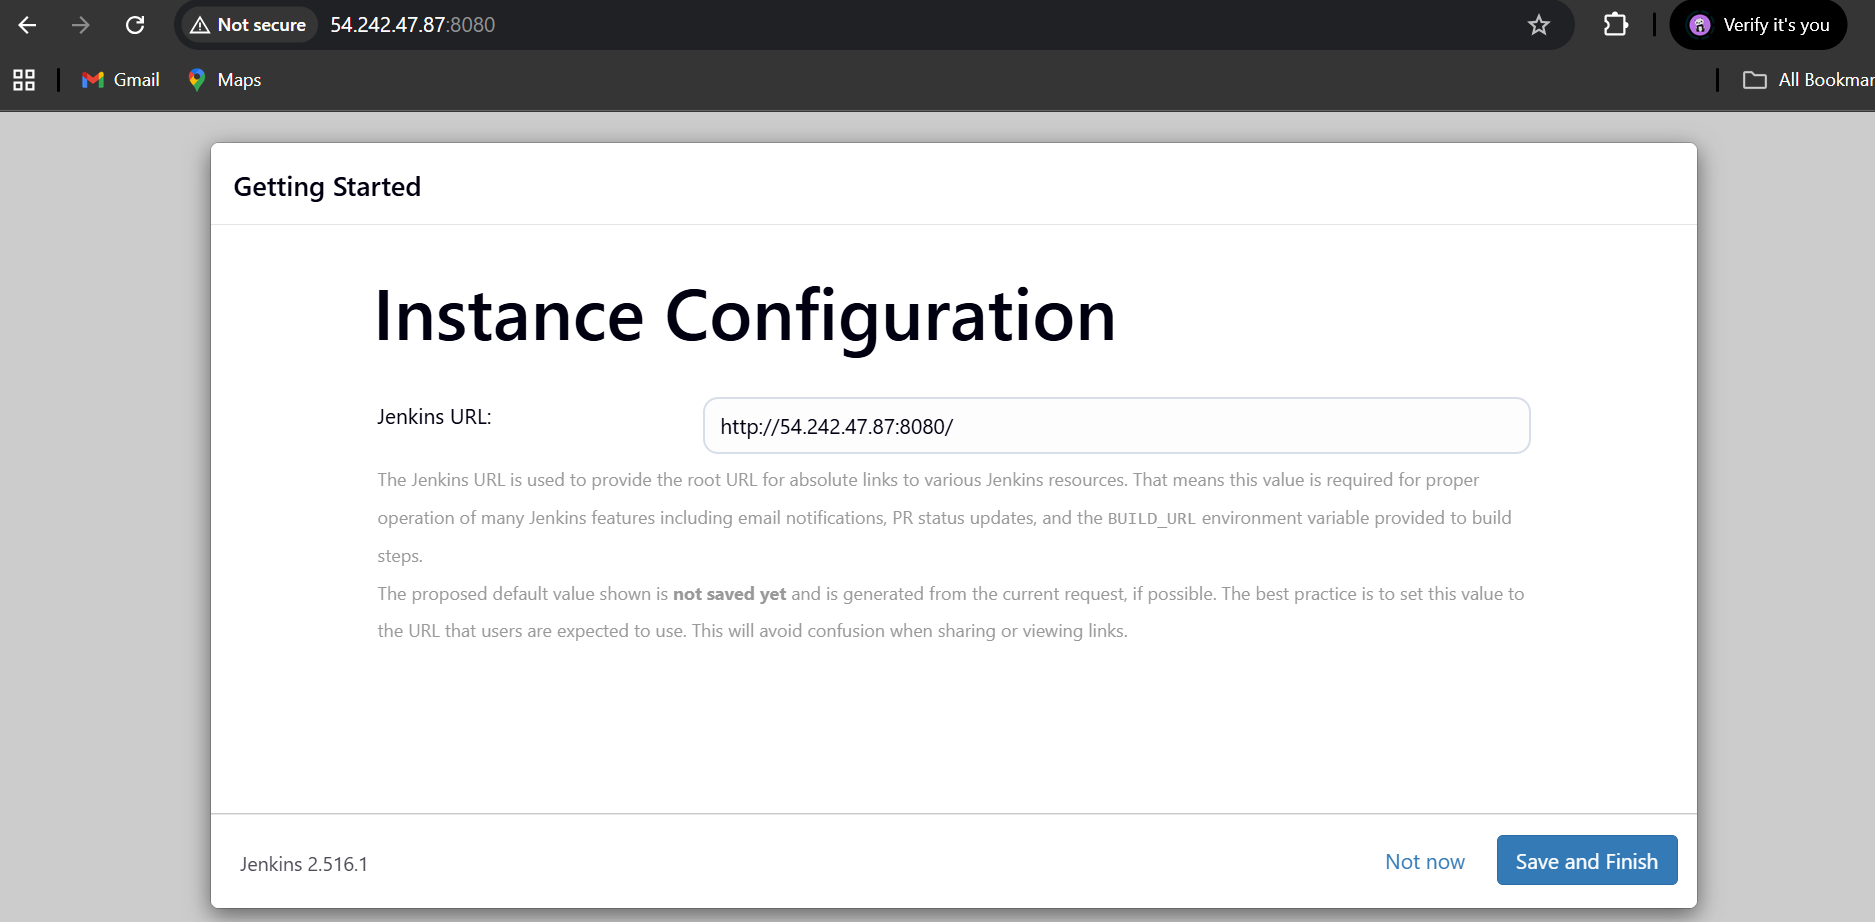 Not secure 54.242.47.87:8080 Verify it's you
Gmail Maps All Bookmar
Getting Started
Instance Configuration
Jenkins URL: http://54.242.47.87:8080/
The Jenkins URL is used to provide the root URL for absolute links to various Jenkins resources. That means this value is required for proper
operation of many Jenkins features including email notifications, PR status updates, and the BUILD_URL environment variable provided to build
steps.
The proposed default value shown is not saved yet and is generated from the current request, if possible. The best practice is to set this value to
the URL that users are expected to use. This will avoid confusion when sharing or viewing links.
Jenkins 2.516.1 Not now Save and Finish